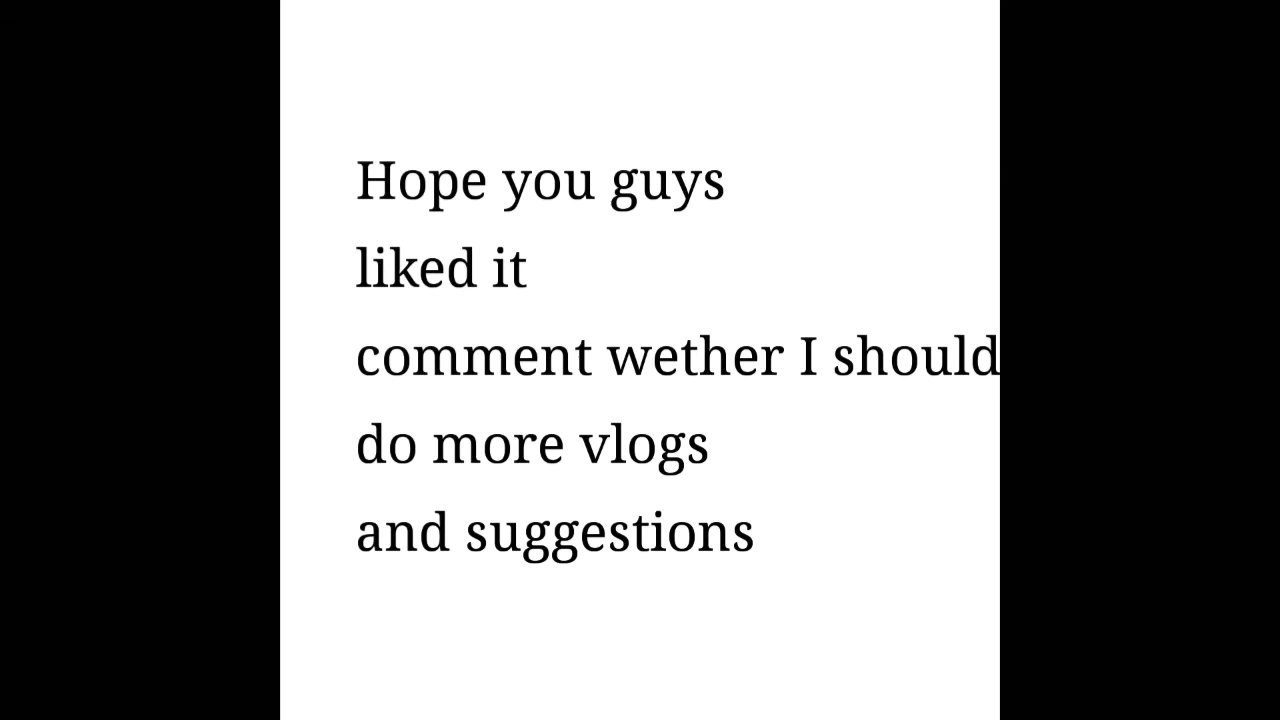 Hope you guys
liked it
comment wether I should
do more vlogs
and suggestions